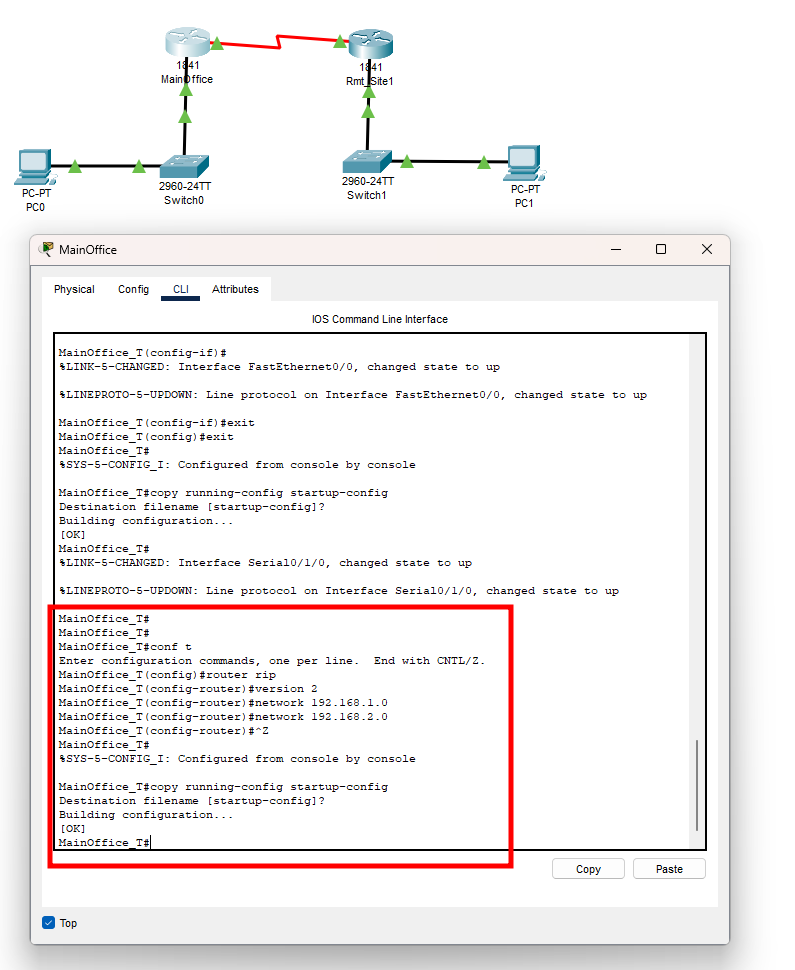 1841
MainOffice
1841
Rmt_Site1
2960-24TT
Switch0
2960-24TT
Switch1
PC-PT
PC0
PC-PT
PC1
MainOffice
Physical Config CLI Attributes
IOS Command Line Interface
MainOffice_T(config-if)#
%LINK-5-CHANGED: Interface FastEthernet0/0, changed state to up
%LINEPROTO-5-UPDOWN: Line protocol on Interface FastEthernet0/0, changed state to up
MainOffice_T(config-if)#exit
MainOffice_T(config)#exit
MainOffice_T#
%SYS-5-CONFIG_I: Configured from console by console
MainOffice_T#copy running-config startup-config
Destination filename [startup-config]?
Building configuration...
[OK]
MainOffice_T#
%LINK-5-CHANGED: Interface Serial0/1/0, changed state to up
%LINEPROTO-5-UPDOWN: Line protocol on Interface Serial0/1/0, changed state to up
MainOffice_T#
MainOffice_T#
MainOffice_T#conf t
Enter configuration commands, one per line.  End with CNTL/Z.
MainOffice_T(config)#router rip
MainOffice_T(config-router)#version 2
MainOffice_T(config-router)#network 192.168.1.0
MainOffice_T(config-router)#network 192.168.2.0
MainOffice_T(config-router)#^Z
MainOffice_T#
%SYS-5-CONFIG_I: Configured from console by console
MainOffice_T#copy running-config startup-config
Destination filename [startup-config]?
Building configuration...
[OK]
MainOffice_T#
Copy Paste
Top